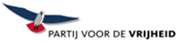 PARTIJ VOOR DE VRIJHEID